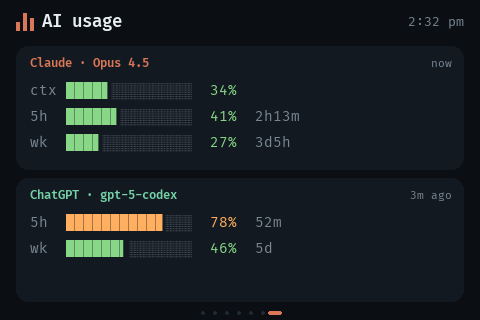 AI usage 2:32 pm
Claude · Opus 4.5 now
ctx 34%
5h 41% 2h13m
wk 27% 3d5h
ChatGPT · gpt-5-codex 3m ago
5h 78% 52m
wk 46% 5d